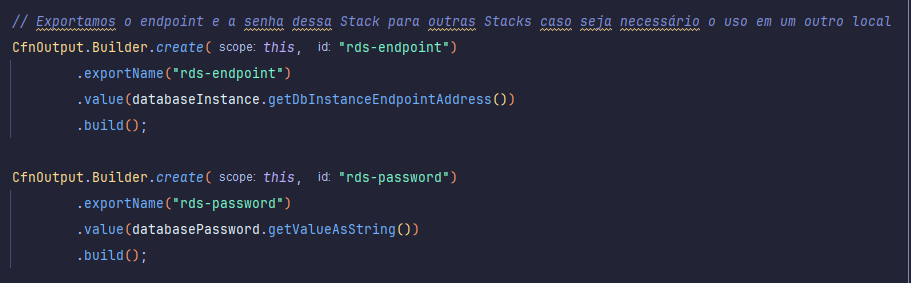 // Exportamos o endpoint e a senha dessa Stack para outras Stacks caso seja necessário o uso em um outro local
CfnOutput.Builder.create( scope: this, id: "rds-endpoint")
.exportName("rds-endpoint")
.value(databaseInstance.getDbInstanceEndpointAddress())
.build();
CfnOutput.Builder.create( scope: this, id: "rds-password")
.exportName("rds-password")
.value(databasePassword.getValueAsString())
.build();